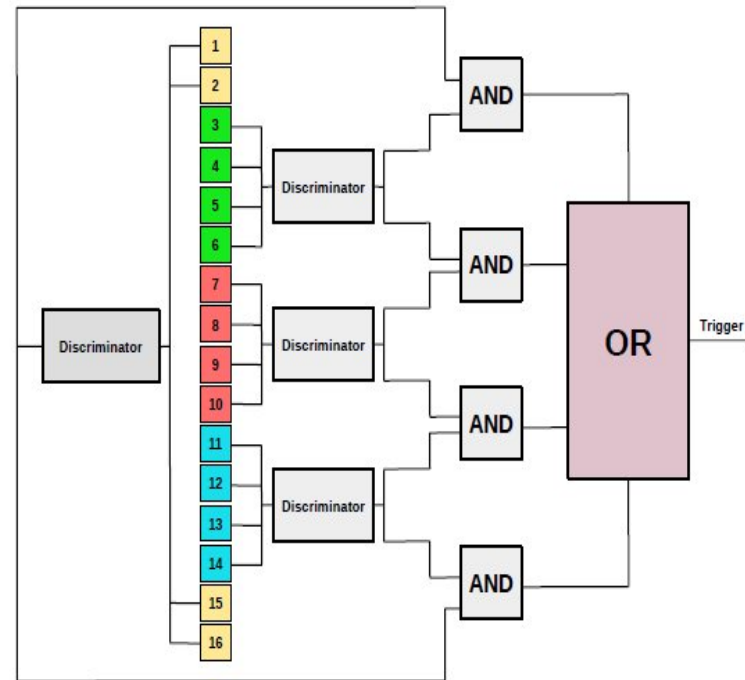 1
AND
2
3
4
Discriminator
5
6
AND
7
8
Discriminator
Discriminator
OR
Trigger
9
10
AND
11
12
Discriminator
13
14
AND
15
16